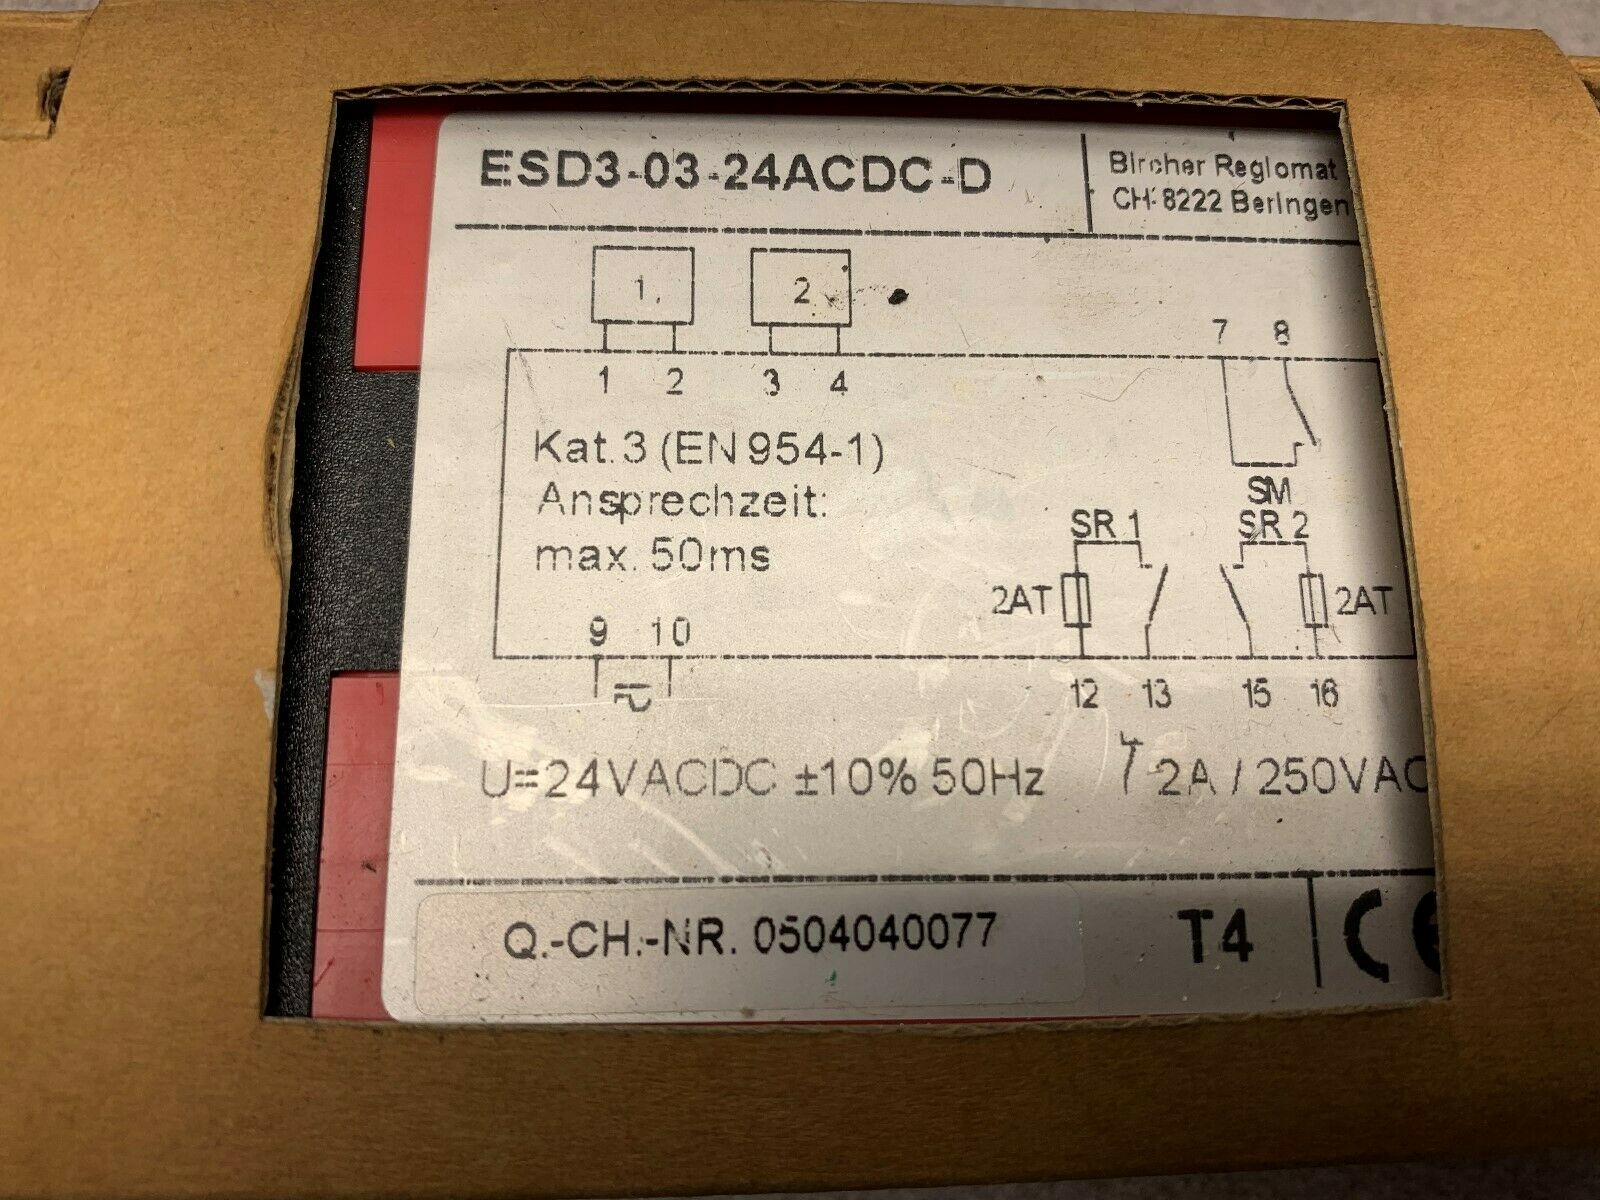 ESD3-03-24ACDC-D
Bircher Reglomat
CH-8222 Beringen
1 2
7 8
1 2 3 4
Kat.3 (EN 954-1)
Ansprechzeit:
max. 50ms
SM
SR 1 SR 2
2AT 2AT
9 10
12 13 15 16
U=24VACDC ±10% 50Hz 2A / 250VAC
Q.-CH.-NR. 0504040077 T4 CE